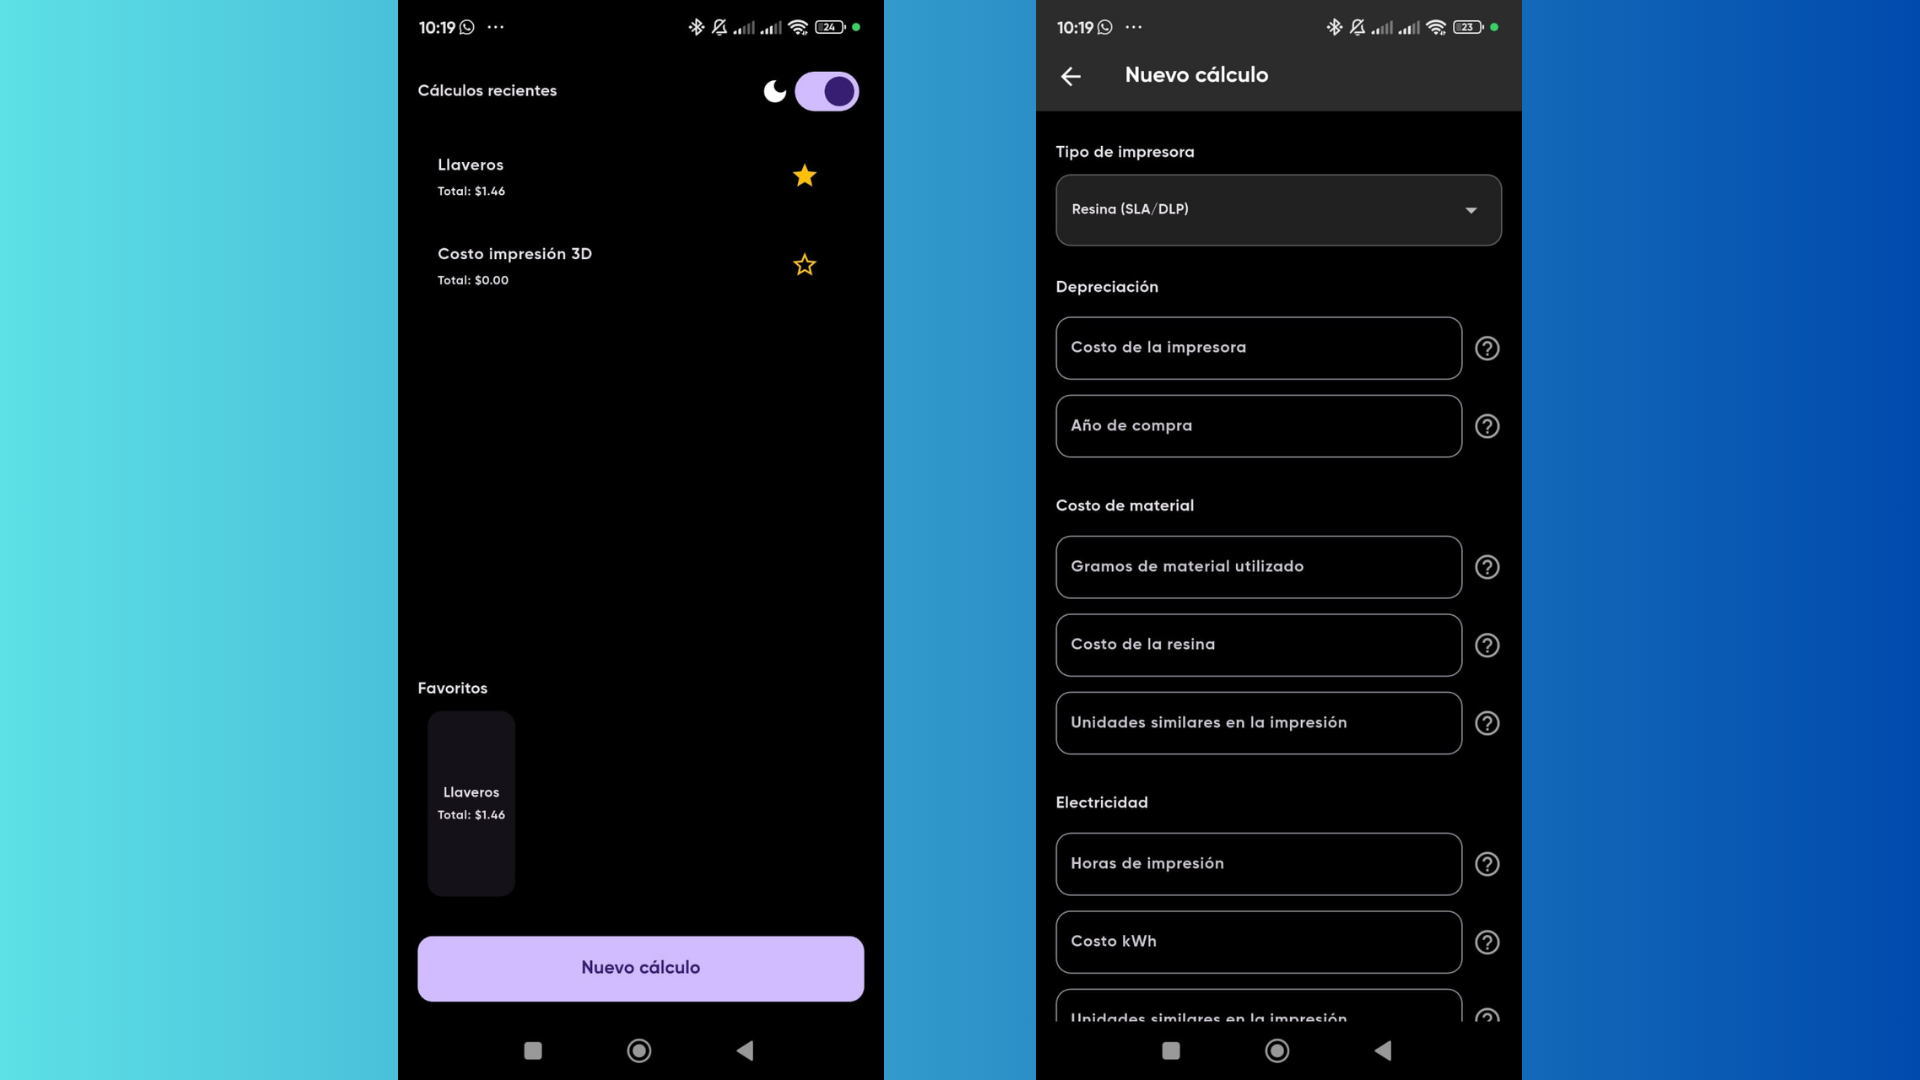 10:19 ...
24
Cálculos recientes
Llaveros
Total: $1.46
Costo impresión 3D
Total: $0.00
Favoritos
Llaveros
Total: $1.46
Nuevo cálculo
10:19 ...
23
Nuevo cálculo
Tipo de impresora
Resina (SLA/DLP)
Depreciación
Costo de la impresora
?
Año de compra
?
Costo de material
Gramos de material utilizado
?
Costo de la resina
?
Unidades similares en la impresión
?
Electricidad
Horas de impresión
?
Costo kWh
?
Unidades similares en la impresión
?